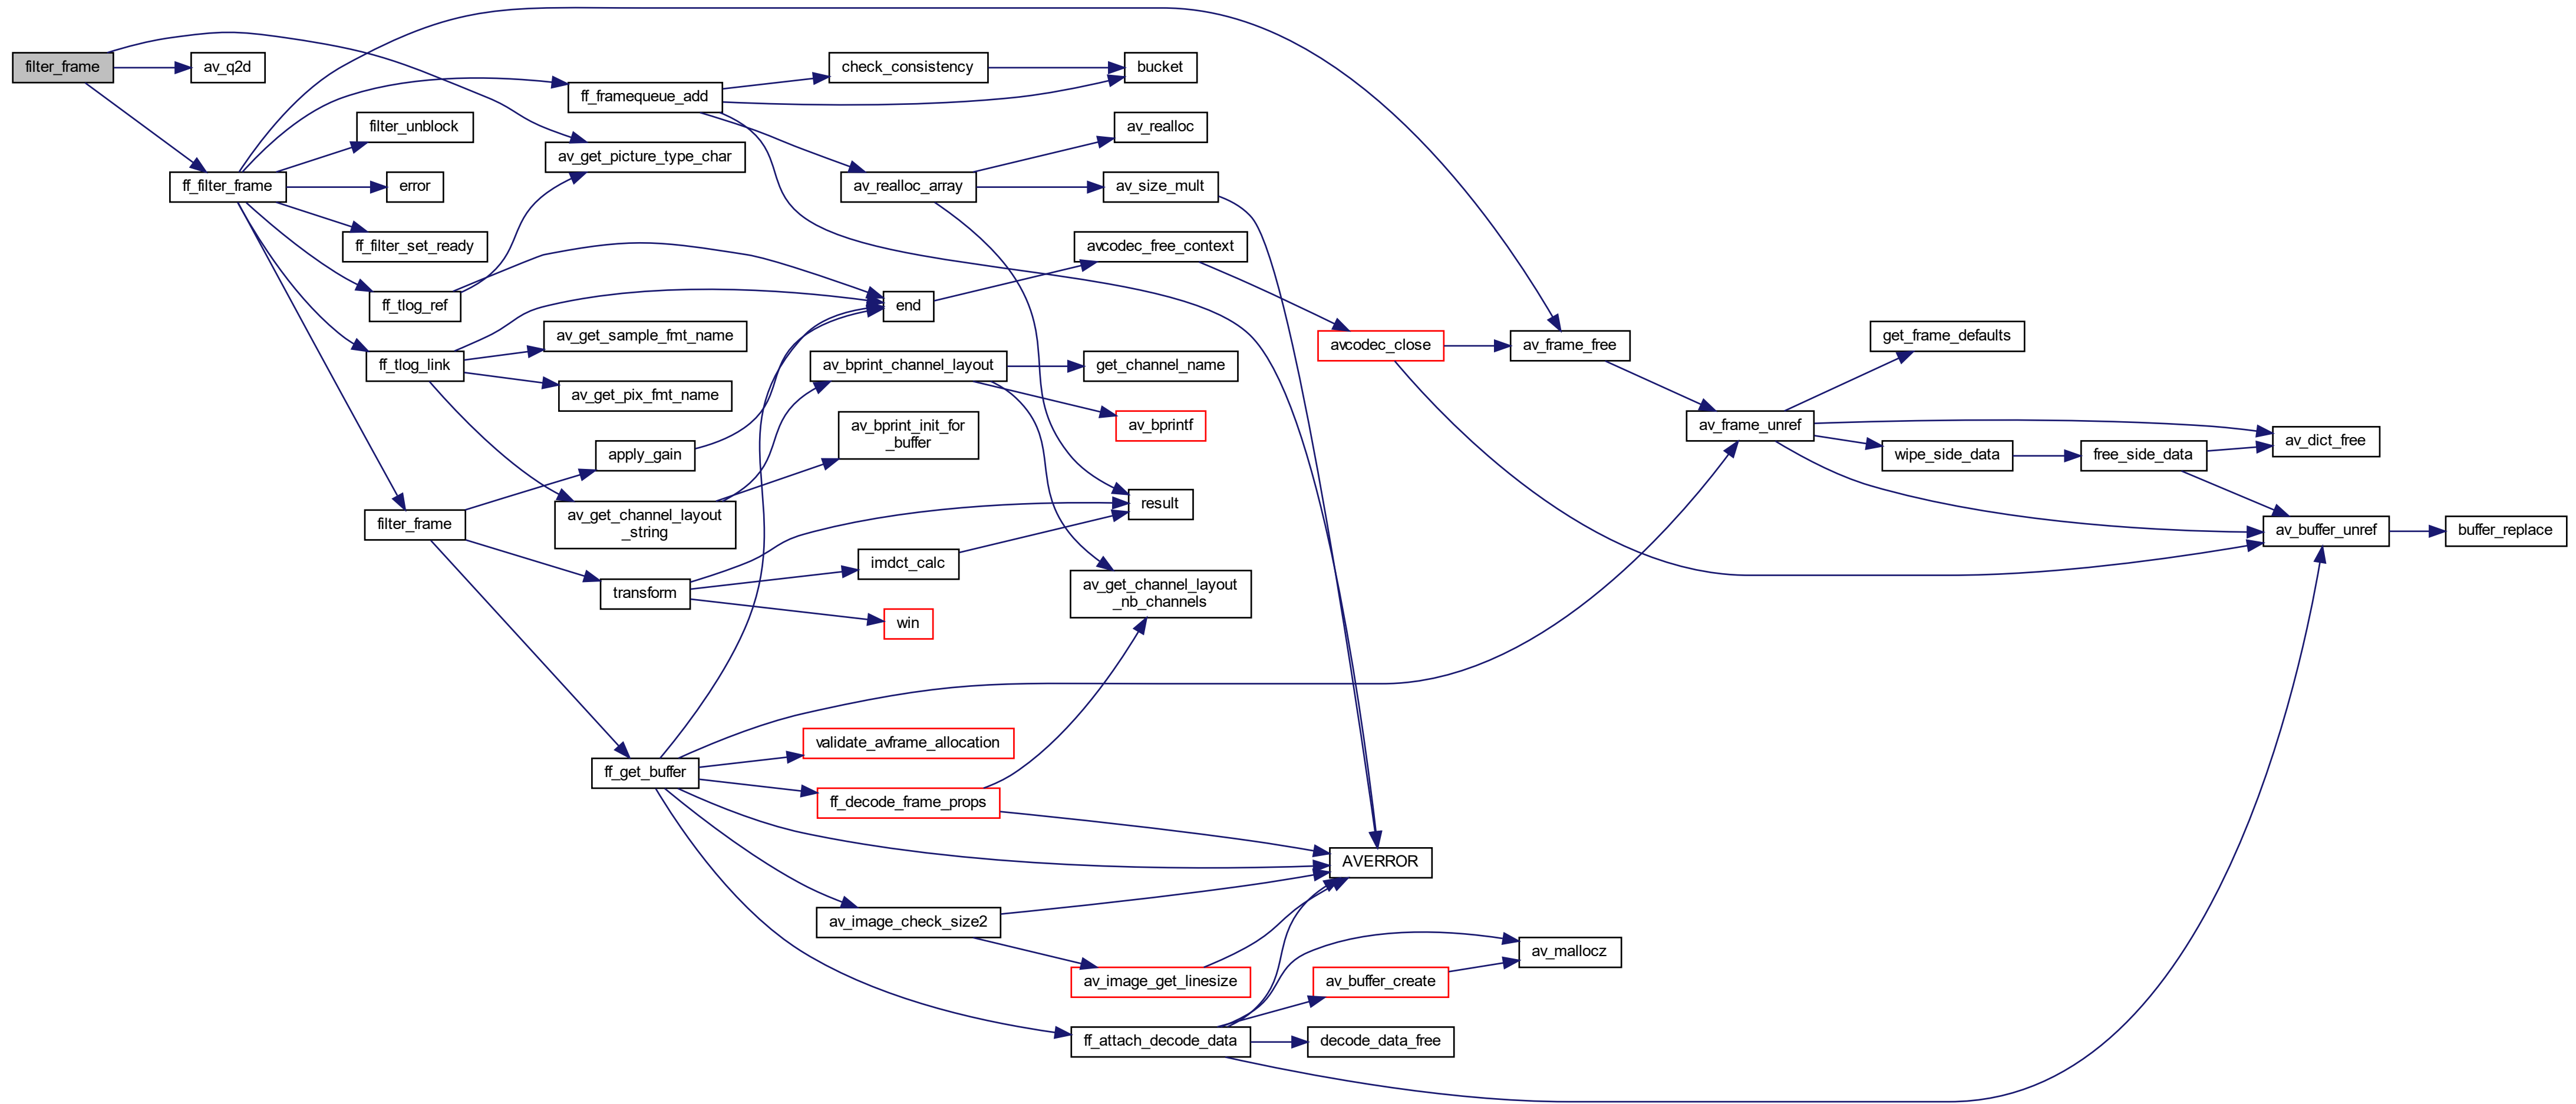 filter_frame
av_q2d
ff_filter_frame
filter_unblock
error
ff_filter_set_ready
ff_tlog_ref
ff_tlog_link
filter_frame
ff_framequeue_add
av_get_picture_type_char
av_get_sample_fmt_name
av_get_pix_fmt_name
apply_gain
av_get_channel_layout
_string
transform
ff_get_buffer
check_consistency
av_realloc_array
end
av_bprint_channel_layout
av_bprint_init_for
_buffer
imdct_calc
win
validate_avframe_allocation
ff_decode_frame_props
av_image_check_size2
bucket
av_realloc
av_size_mult
avcodec_free_context
get_channel_name
av_bprintf
result
av_get_channel_layout
_nb_channels
av_image_get_linesize
ff_attach_decode_data
avcodec_close
AVERROR
av_buffer_create
decode_data_free
av_frame_free
av_mallocz
av_frame_unref
get_frame_defaults
wipe_side_data
free_side_data
av_dict_free
av_buffer_unref
buffer_replace